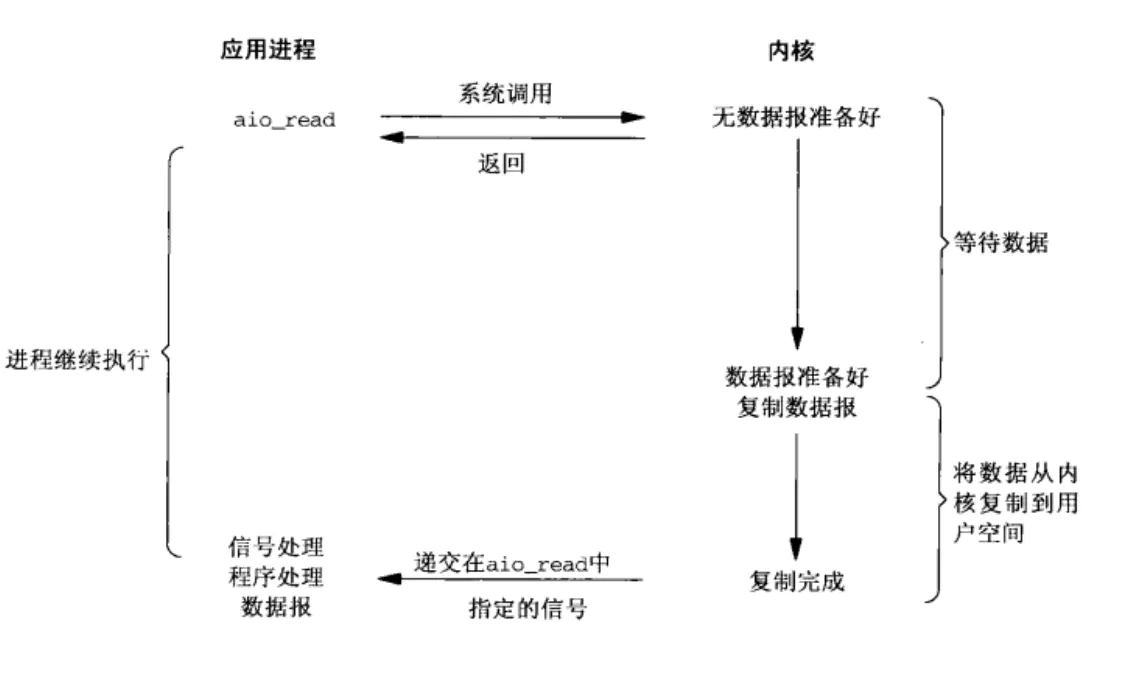 应用进程
内核
系统调用
aio_read
无数据报准备好
返回
等待数据
进程继续执行
数据报准备好
复制数据报
将数据从内
核复制到用
户空间
信号处理
程序处理
数据报
递交在aio_read中
指定的信号
复制完成